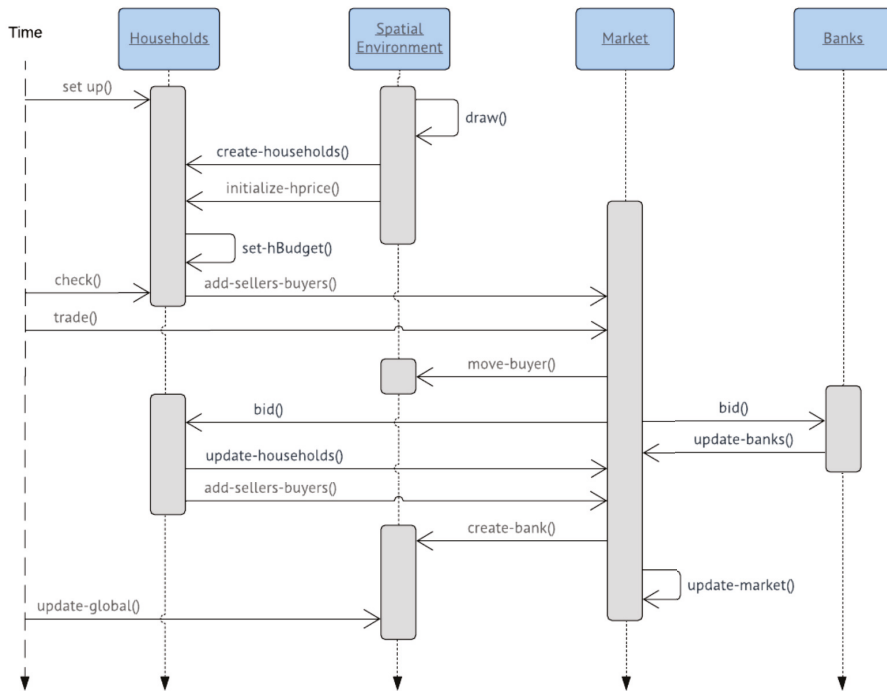 Time
Households
Spatial
Environment
Market
Banks
set up()
draw()
create-households()
initialize-hprice()
set-hBudget()
check()
add-sellers-buyers()
trade()
move-buyer()
bid()
bid()
update-banks()
update-households()
add-sellers-buyers()
create-bank()
update-market()
update-global()